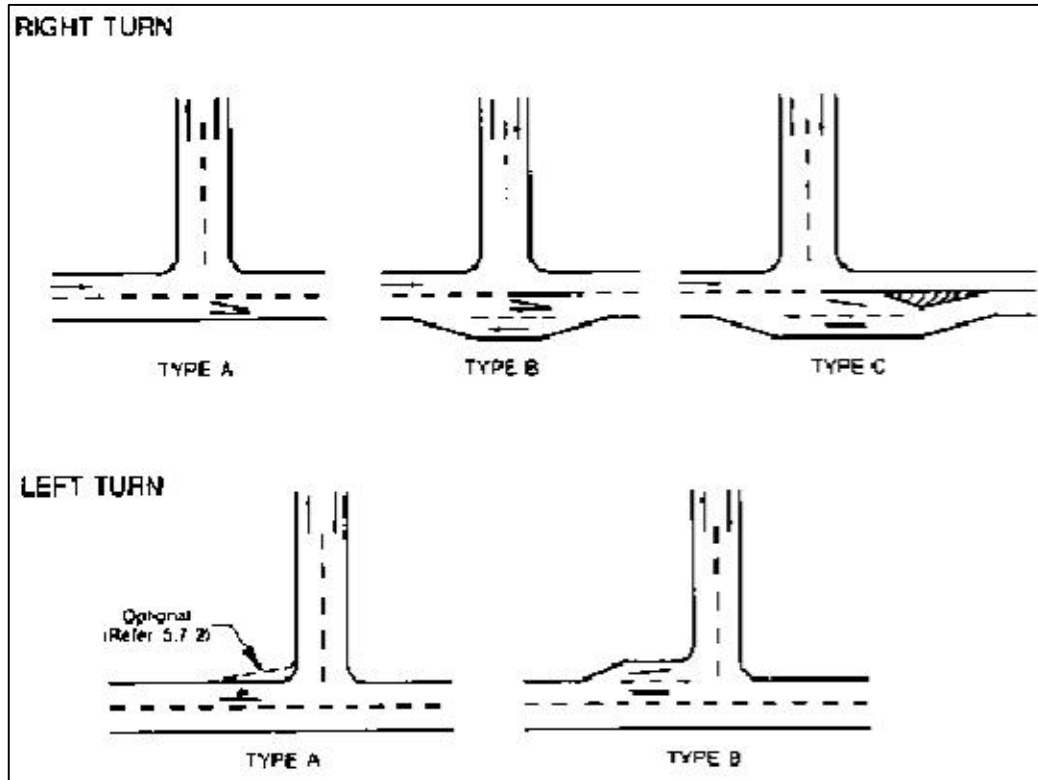 RIGHT TURN
TYPE A
TYPE B
TYPE C
LEFT TURN
Optional
(Refer 5.7.2)
TYPE A
TYPE B